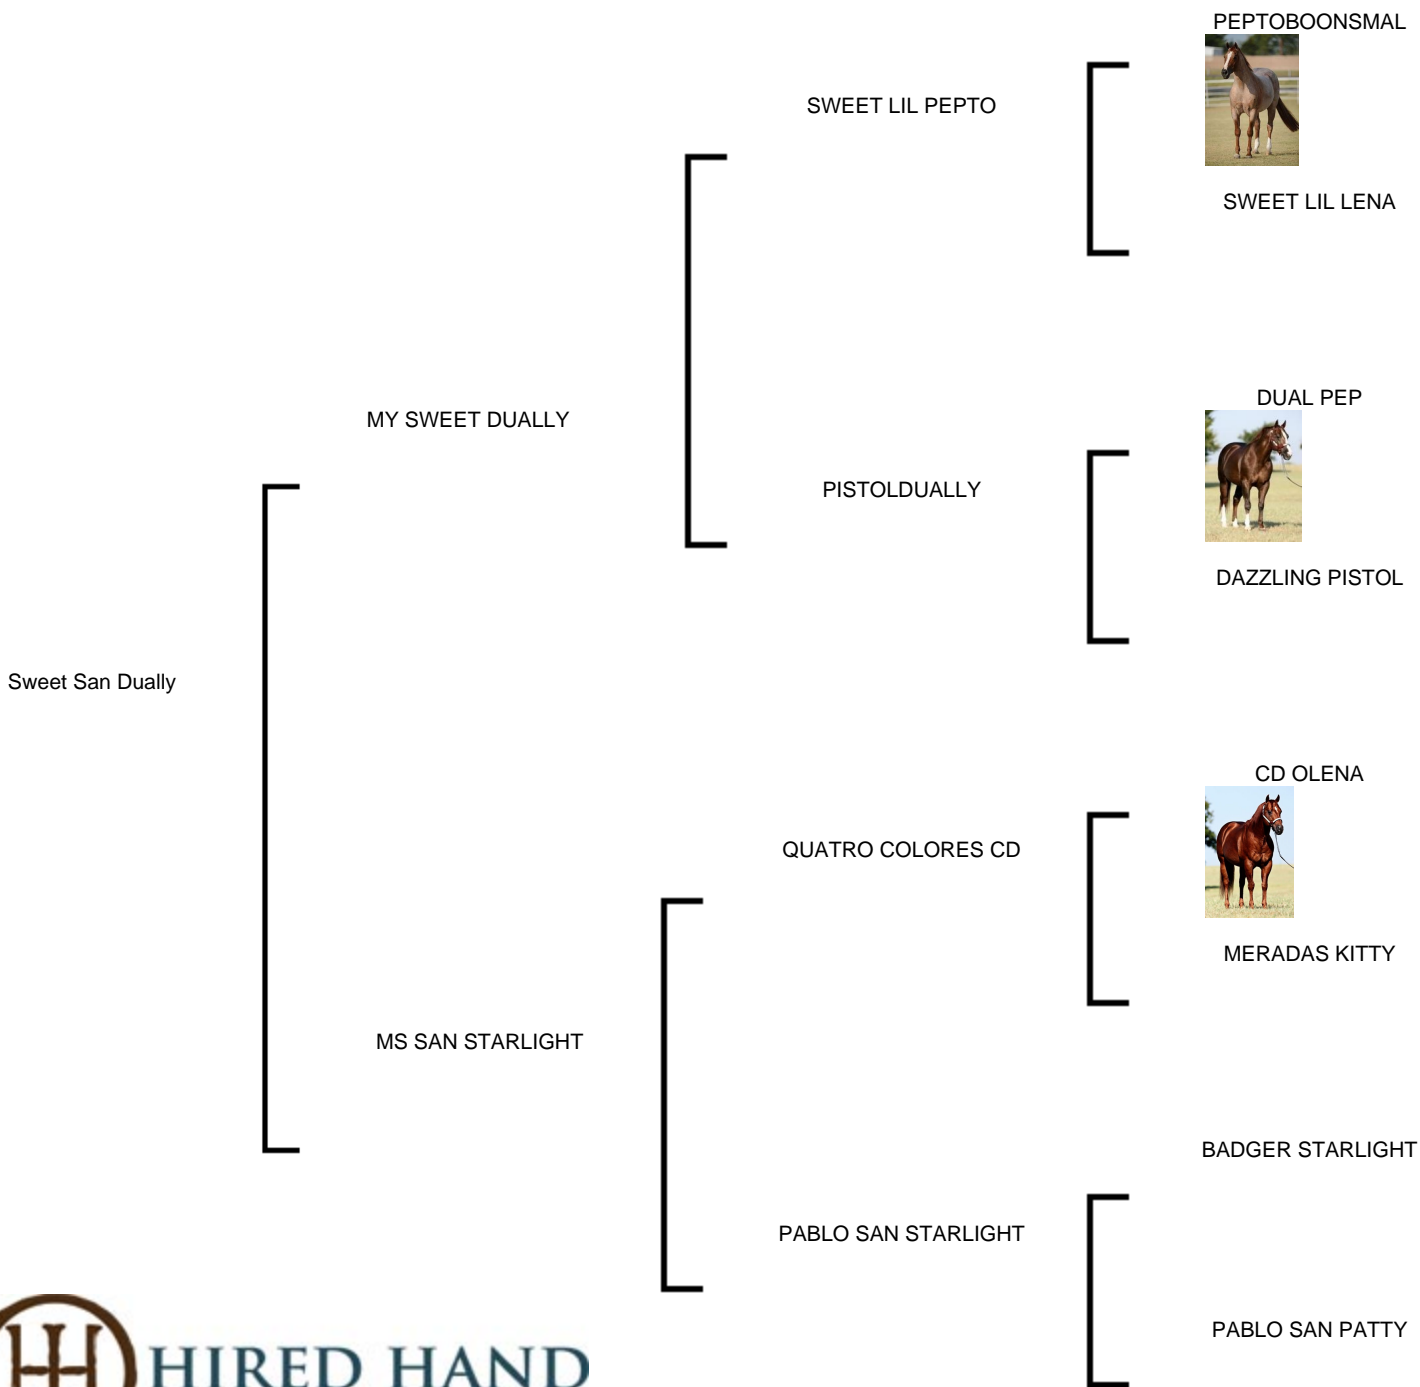 PEPTOBOONSMAL
SWEET LIL PEPTO
SWEET LIL LENA
DUAL PEP
MY SWEET DUALLY
PISTOLDUALLY
DAZZLING PISTOL
Sweet San Dually
CD OLENA
QUATRO COLORES CD
MERADAS KITTY
MS SAN STARLIGHT
BADGER STARLIGHT
PABLO SAN STARLIGHT
PABLO SAN PATTY
HIRED HAND